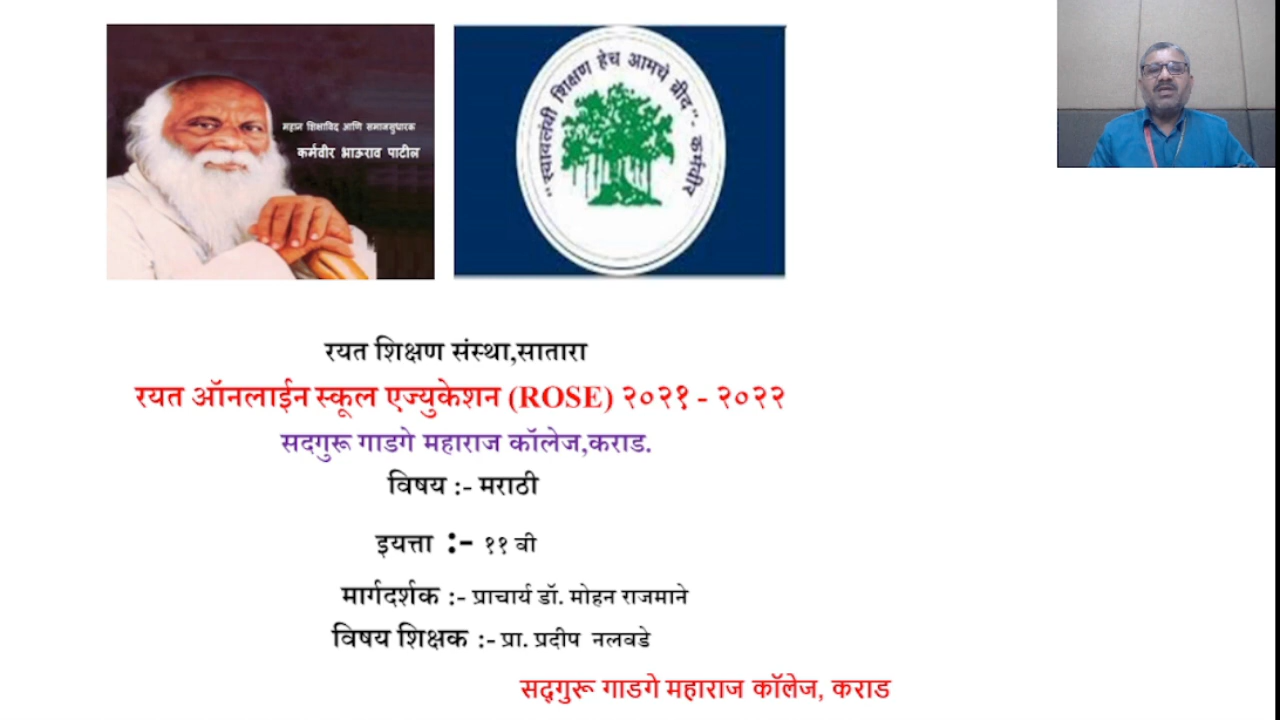 महान शिक्षाविद आणि समाजसुधारक
कर्मवीर भाऊराव पाटील
"स्वावलंबी शिक्षण हेच आमचे ब्रीद"- कर्मवीर
रयत शिक्षण संस्था,सातारा
रयत ऑनलाईन स्कूल एज्युकेशन (ROSE) २०२१ - २०२२
सदगुरू गाडगे महाराज कॉलेज,कराड.
विषय :- मराठी
इयत्ता :- ११ वी
मार्गदर्शक :- प्राचार्य डॉ. मोहन राजमाने
विषय शिक्षक :- प्रा. प्रदीप नलवडे
सद्गुरू गाडगे महाराज कॉलेज, कराड